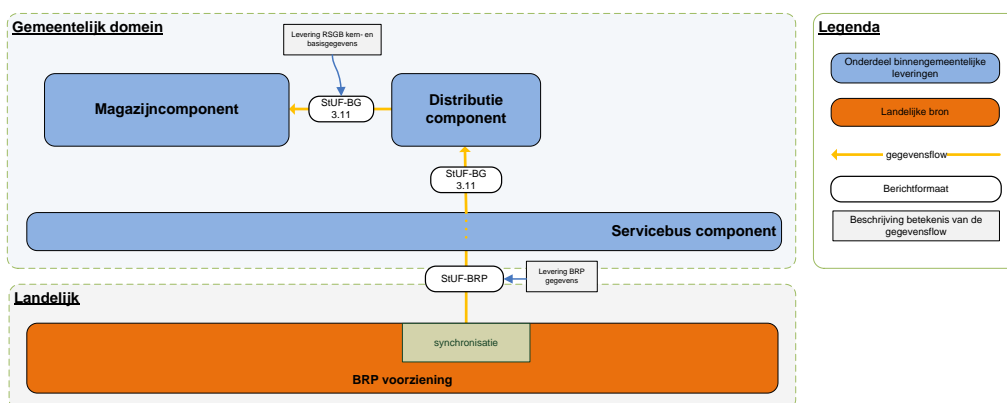 Gemeentelijk domein
Levering RSGB kern- en
basisgegevens
Magazijncomponent
StUF-BG
3.11
Distributie
component
StUF-BG
3.11
Servicebus component
StUF-BRP
Levering BRP
gegevens
Landelijk
synchronisatie
BRP voorziening
Legenda
Onderdeel binnengemeentelijke
leveringen
Landelijke bron
gegevensflow
Berichtformaat
Beschrijving betekenis van de
gegevensflow